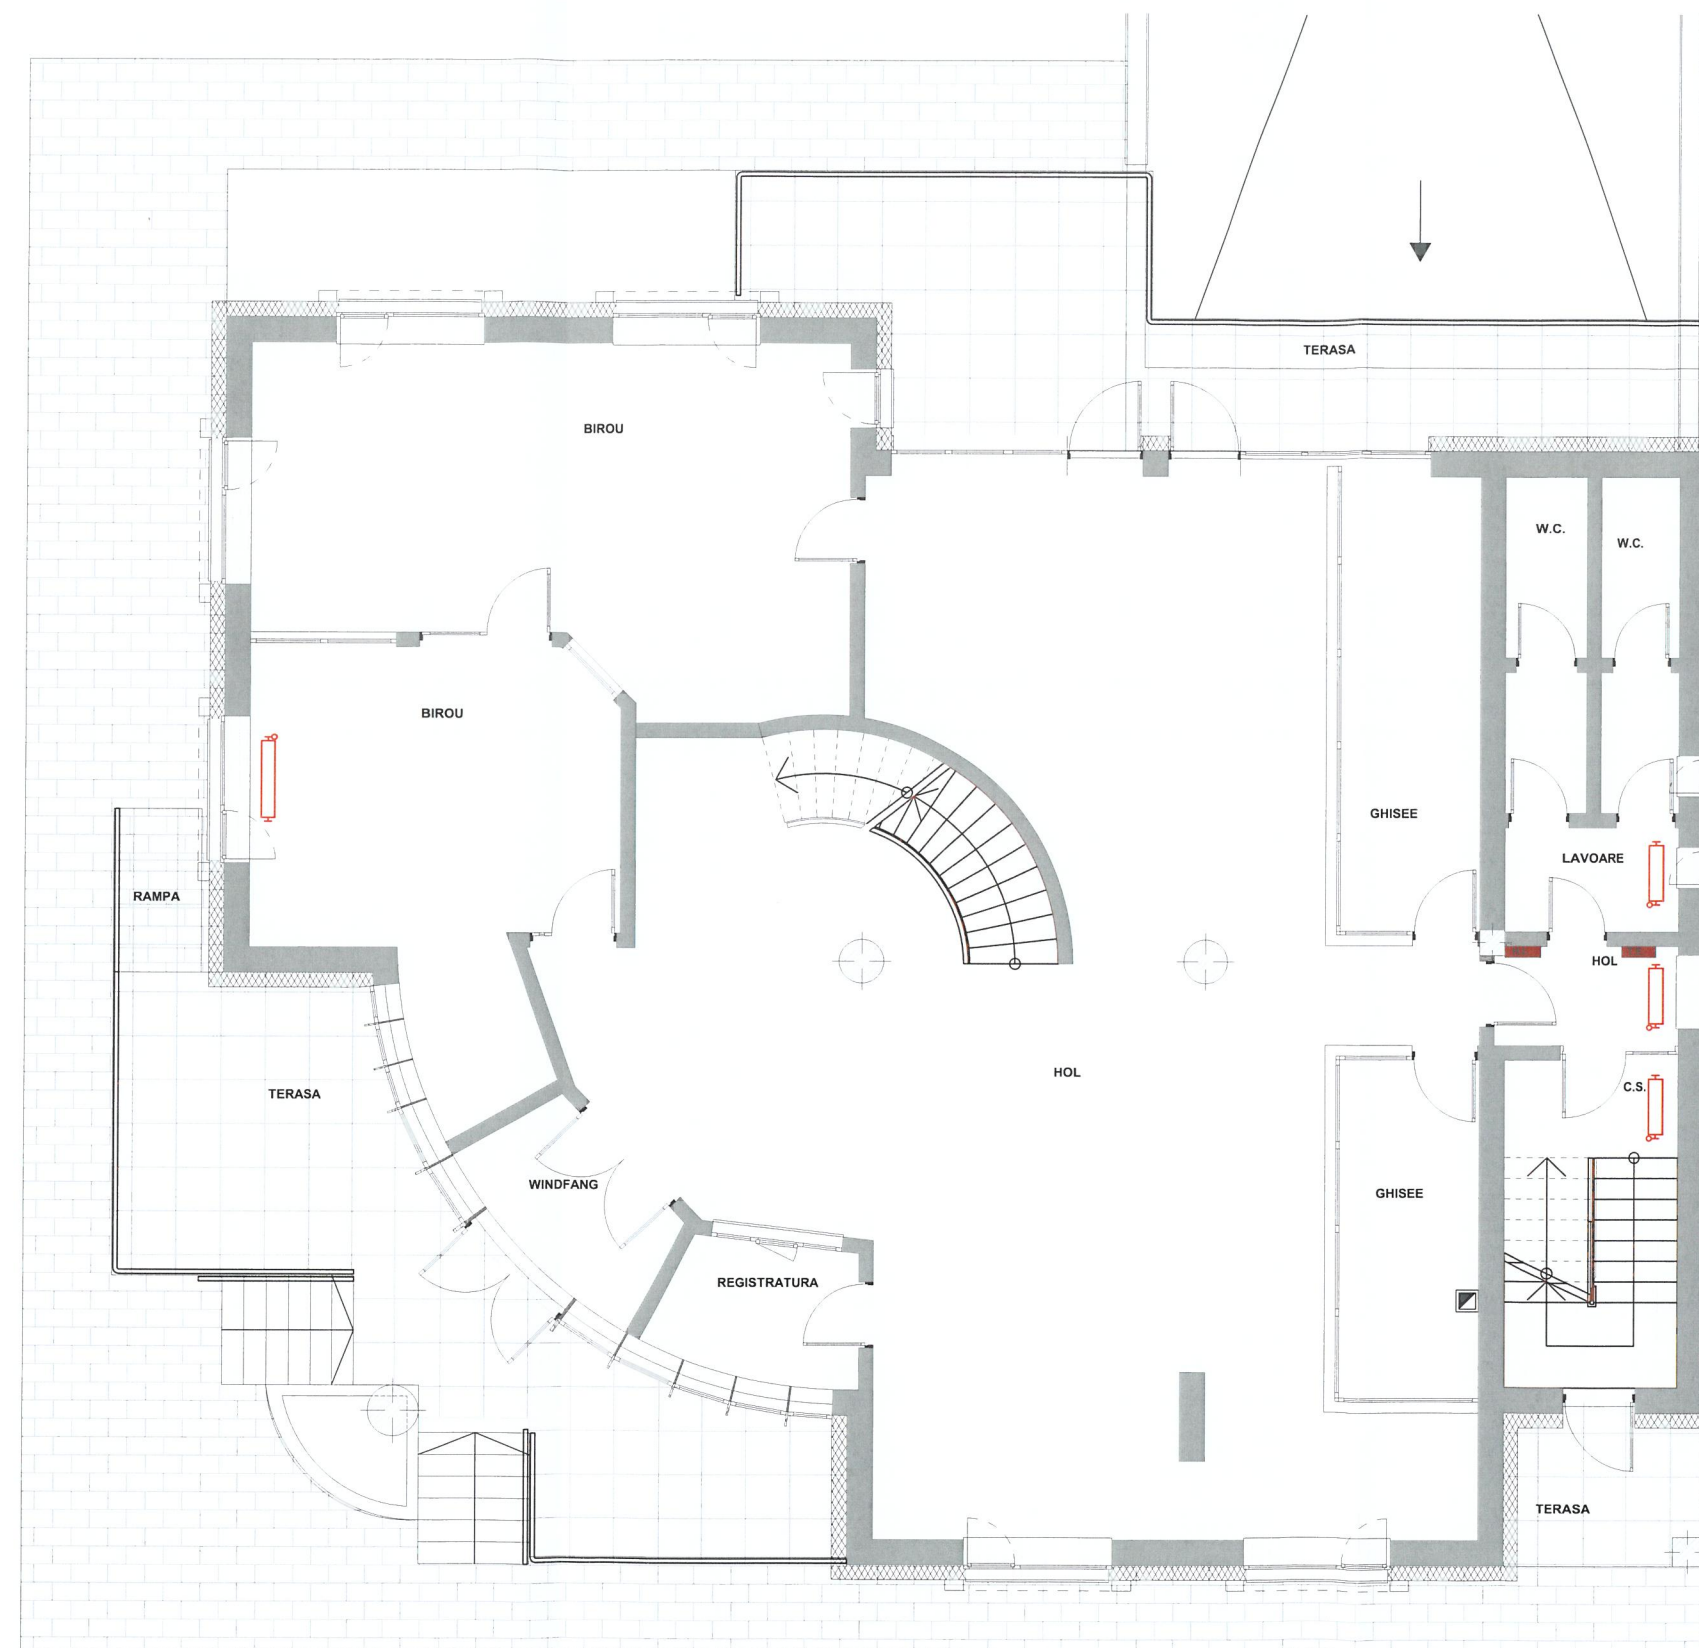 TERASA
BIROU
W.C.
W.C.
BIROU
GHISEE
LAVOARE
RAMPA
HOL
HOL
C.S.
TERASA
WINDFANG
GHISEE
REGISTRATURA
TERASA